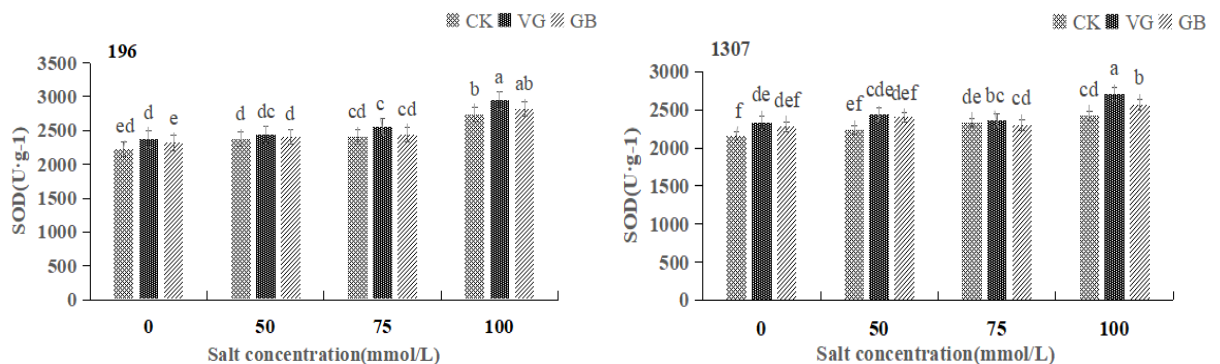 CK VG GB
196
3500
3000
2500
2000
1500
1000
500
0
SOD(U·g-1)
ed d e d dc d cd c cd b a ab
0 50 75 100
Salt concentration(mmol/L)
CK VG GB
1307
3000
2500
2000
1500
1000
500
0
SOD(U·g-1)
f de def ef cde def de bc cd cd a b
0 50 75 100
Salt concentration(mmol/L)